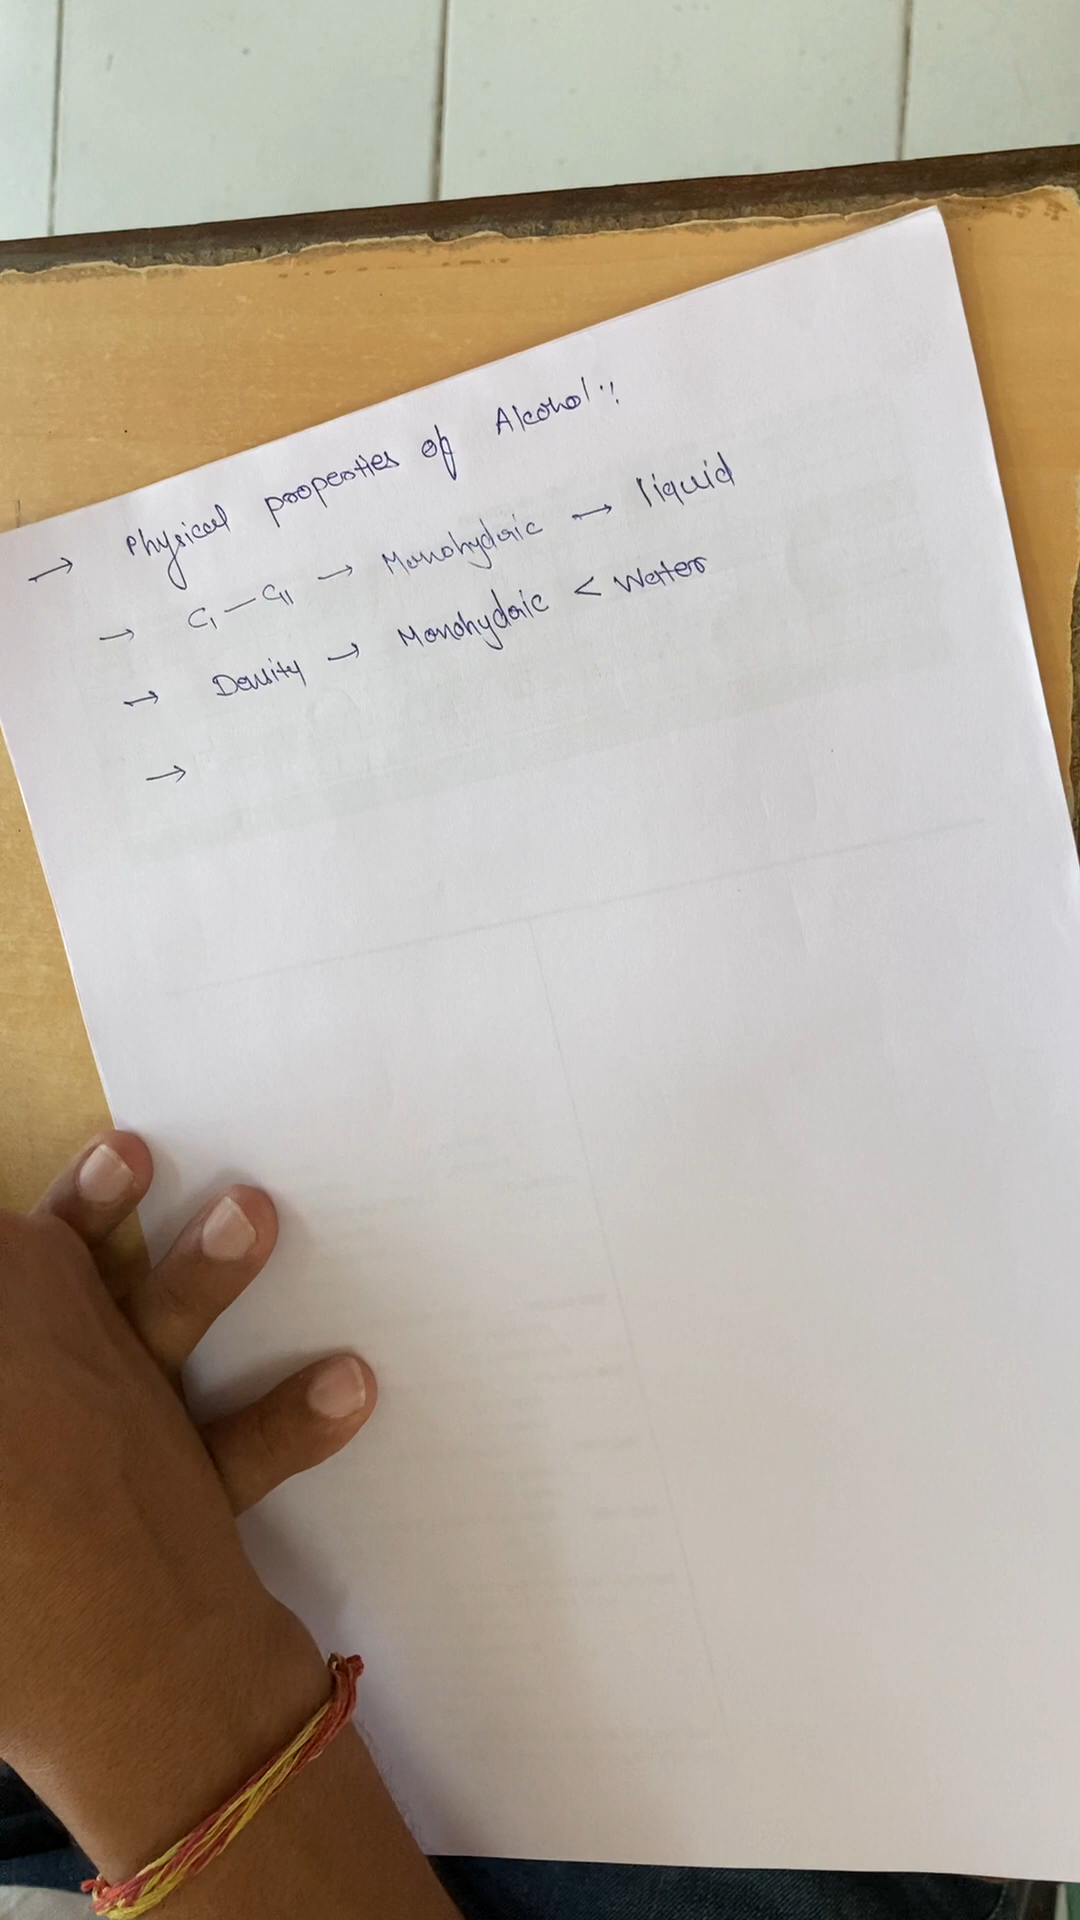 → Physical properties of Alcohol :
→ C₁ — C₁₁ → Monohydric → liquid
→ Density → Monohydric < Water
→